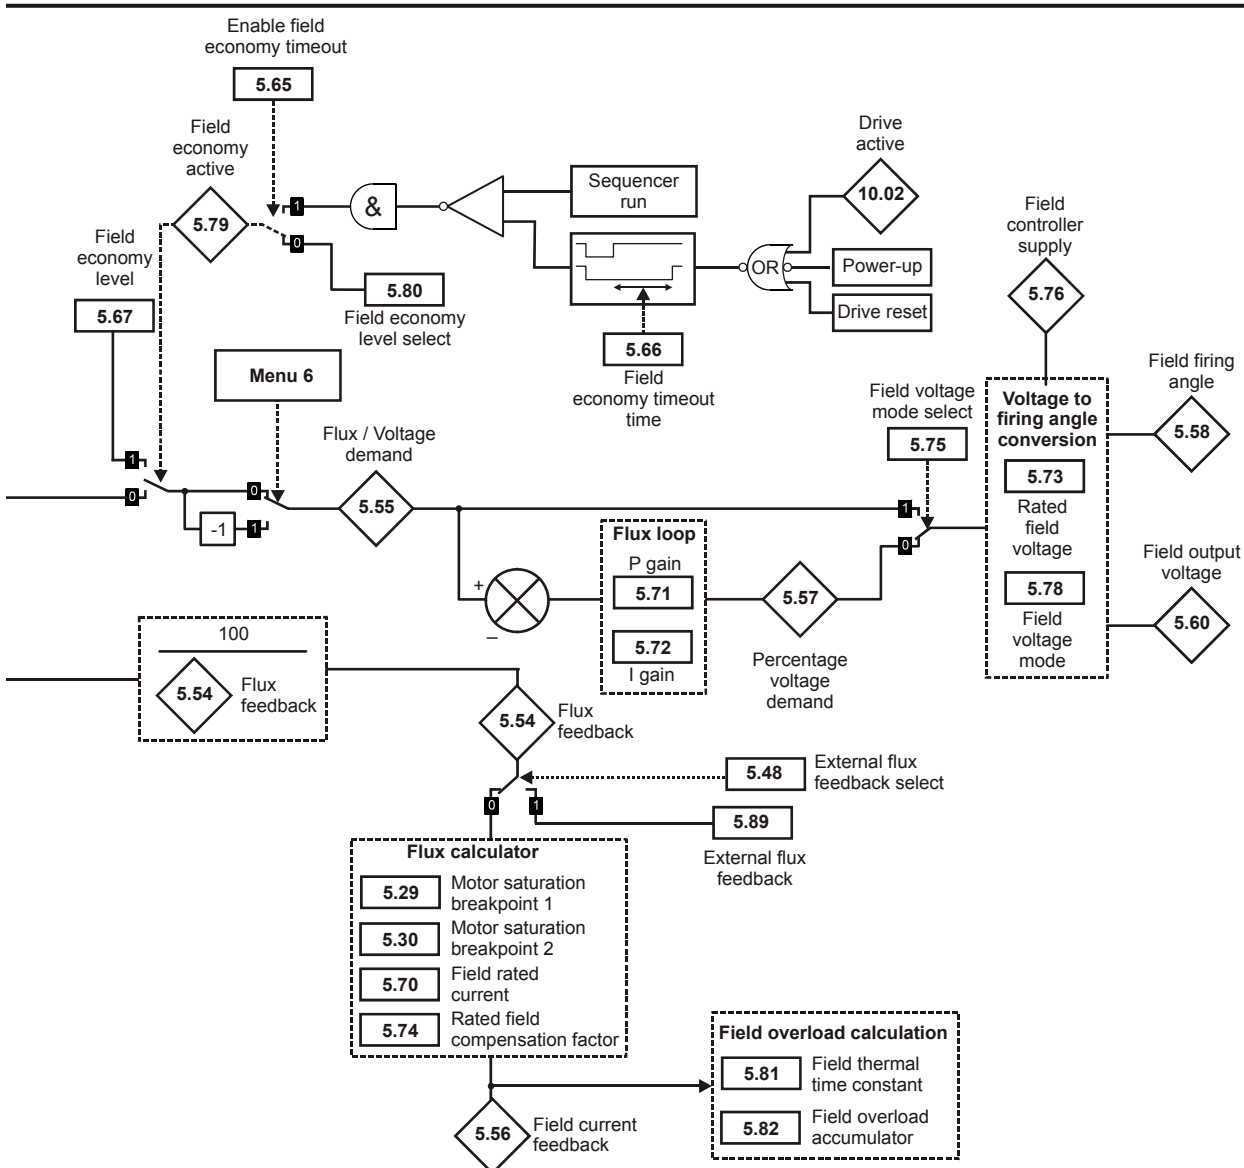 Enable field
economy timeout
5.65
Field
economy
active
5.79
1
0
&
Sequencer
run
Drive
active
10.02
OR
Power-up
Drive reset
5.80
Field economy
level select
5.66
Field
economy timeout
time
Field
economy
level
5.67
Menu 6
1
0
0
-1
1
Flux / Voltage
demand
5.55
Field
controller
supply
5.76
Field voltage
mode select
5.75
1
0
Voltage to
firing angle
conversion
5.73
Rated
field
voltage
5.78
Field
voltage
mode
Field firing
angle
5.58
Field output
voltage
5.60
+
–
Flux loop
P gain
5.71
5.72
I gain
5.57
Percentage
voltage
demand
100
5.54
Flux
feedback
5.54
Flux
feedback
0
1
5.48
External flux
feedback select
5.89
External flux
feedback
Flux calculator
5.29
Motor saturation
breakpoint 1
5.30
Motor saturation
breakpoint 2
5.70
Field rated
current
5.74
Rated field
compensation factor
Field overload calculation
5.81
Field thermal
time constant
5.82
Field overload
accumulator
5.56
Field current
feedback